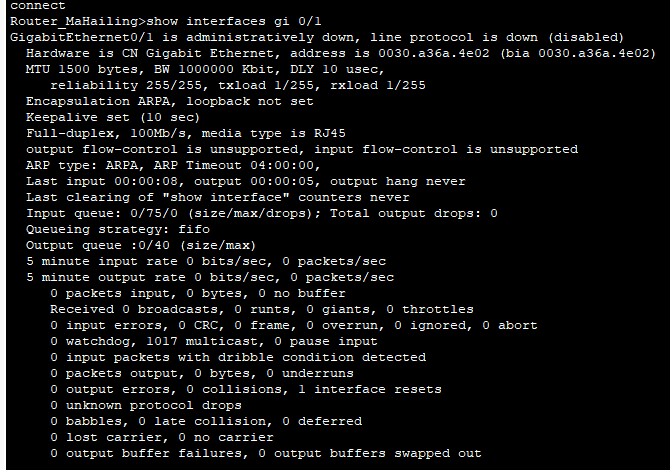 connect
Router_MaHailing>show interfaces gi 0/1
GigabitEthernet0/1 is administratively down, line protocol is down (disabled)
  Hardware is CN Gigabit Ethernet, address is 0030.a36a.4e02 (bia 0030.a36a.4e02)
  MTU 1500 bytes, BW 1000000 Kbit, DLY 10 usec,
     reliability 255/255, txload 1/255, rxload 1/255
  Encapsulation ARPA, loopback not set
  Keepalive set (10 sec)
  Full-duplex, 100Mb/s, media type is RJ45
  output flow-control is unsupported, input flow-control is unsupported
  ARP type: ARPA, ARP Timeout 04:00:00,
  Last input 00:00:08, output 00:00:05, output hang never
  Last clearing of "show interface" counters never
  Input queue: 0/75/0 (size/max/drops); Total output drops: 0
  Queueing strategy: fifo
  Output queue :0/40 (size/max)
  5 minute input rate 0 bits/sec, 0 packets/sec
  5 minute output rate 0 bits/sec, 0 packets/sec
     0 packets input, 0 bytes, 0 no buffer
     Received 0 broadcasts, 0 runts, 0 giants, 0 throttles
     0 input errors, 0 CRC, 0 frame, 0 overrun, 0 ignored, 0 abort
     0 watchdog, 1017 multicast, 0 pause input
     0 input packets with dribble condition detected
     0 packets output, 0 bytes, 0 underruns
     0 output errors, 0 collisions, 1 interface resets
     0 unknown protocol drops
     0 babbles, 0 late collision, 0 deferred
     0 lost carrier, 0 no carrier
     0 output buffer failures, 0 output buffers swapped out